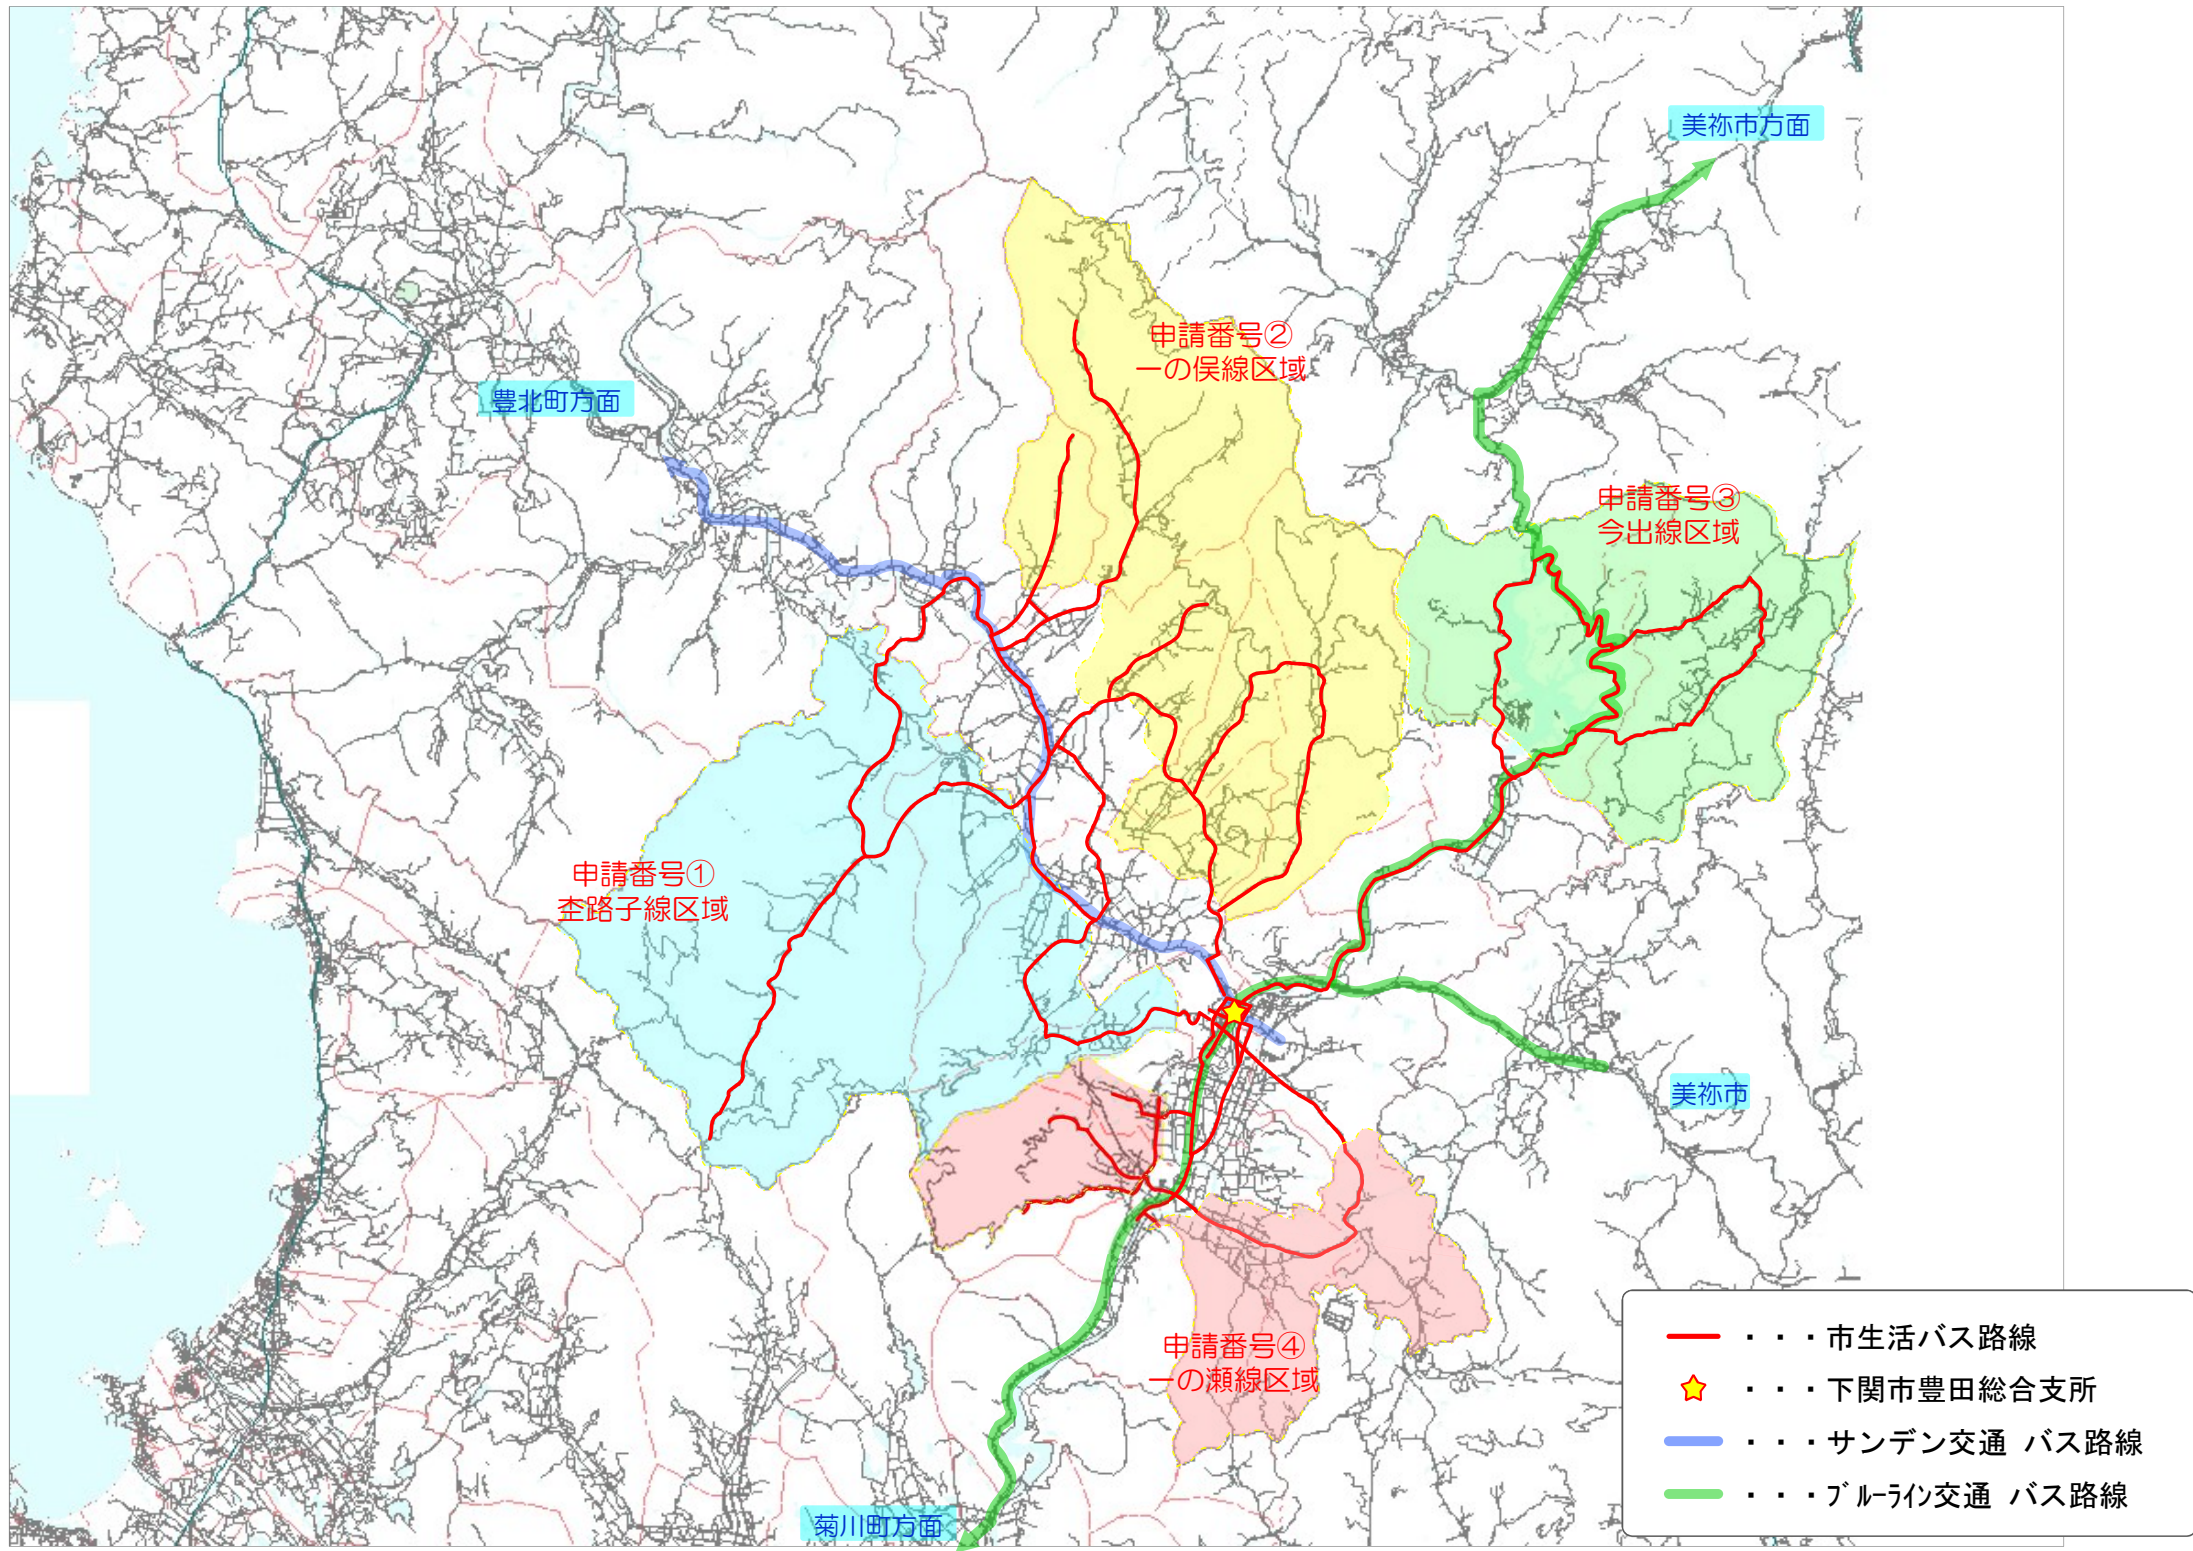 美祢市方面
申請番号②
一の俣線区域
豊北町方面
申請番号③
今出線区域
申請番号①
杢路子線区域
美祢市
申請番号④
一の瀬線区域
菊川町方面
・・・市生活バス路線
・・・下関市豊田総合支所
・・・サンデン交通 バス路線
・・・ブルーライン交通 バス路線